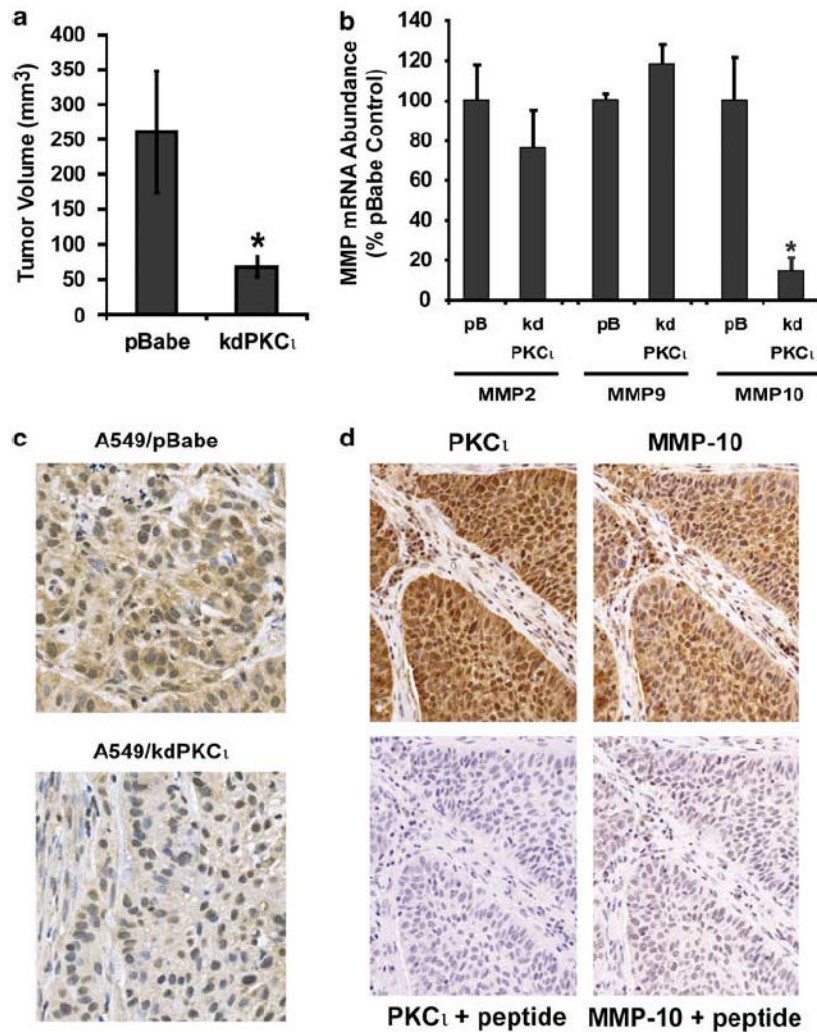 a
Tumor Volume (mm³)
400
350
300
250
200
150
100
50
0
*
pBabe kdPKCι
b
MMP mRNA Abundance
(% pBabe Control)
140
120
100
80
60
40
20
0
*
pB kd pB kd pB kd
PKCι PKCι PKCι
MMP2 MMP9 MMP10
c
A549/pBabe
A549/kdPKCι
d
PKCι MMP-10
PKCι + peptide MMP-10 + peptide